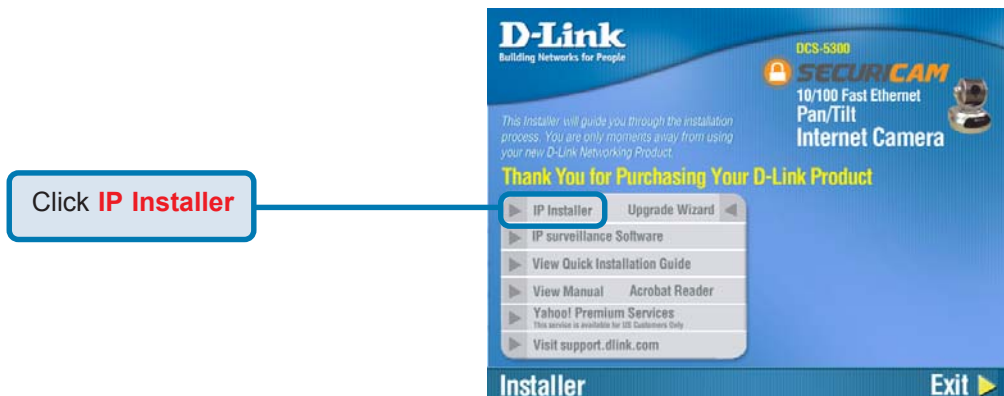 D-Link
Building Networks for People
DCS-5300
SECURICAM
10/100 Fast Ethernet
Pan/Tilt
Internet Camera
This Installer will guide you through the installation
process. You are only moments away from using
your new D-Link Networking Product.
Thank You for Purchasing Your D-Link Product
Click IP Installer
IP Installer Upgrade Wizard
IP surveillance Software
View Quick Installation Guide
View Manual Acrobat Reader
Yahoo! Premium Services
This service is available for US Customers Only
Visit support.dlink.com
Installer Exit